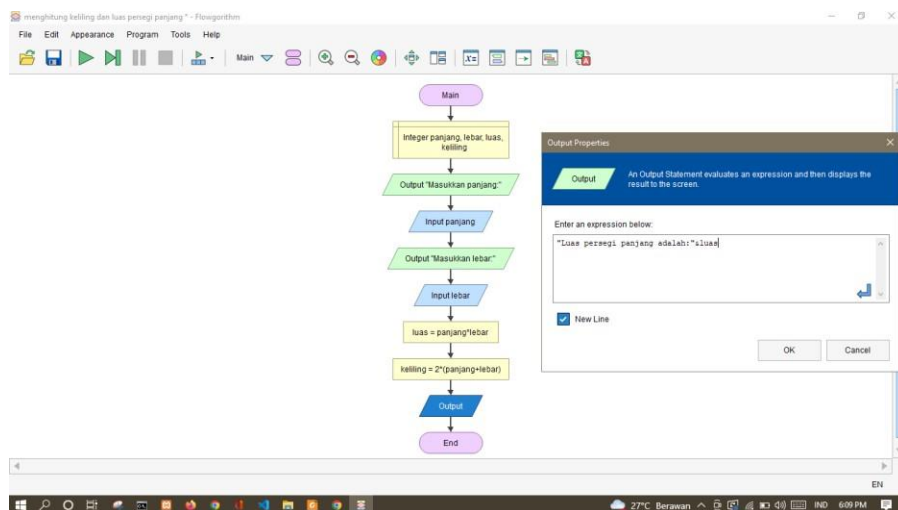 menghitung keliling dan luas persegi panjang * - Flowgorithm
File Edit Appearance Program Tools Help
Main
Main
Integer panjang, lebar, luas,
keliling
Output "Masukkan panjang:"
Input panjang
Output "Masukkan lebar:"
Input lebar
luas = panjang*lebar
keliling = 2*(panjang+lebar)
Output
End
Output Properties
Output
An Output Statement evaluates an expression and then displays the
result to the screen.
Enter an expression below:
"Luas persegi panjang adalah:"&luas
New Line
OK Cancel
EN
27°C Berawan IND 6:09 PM